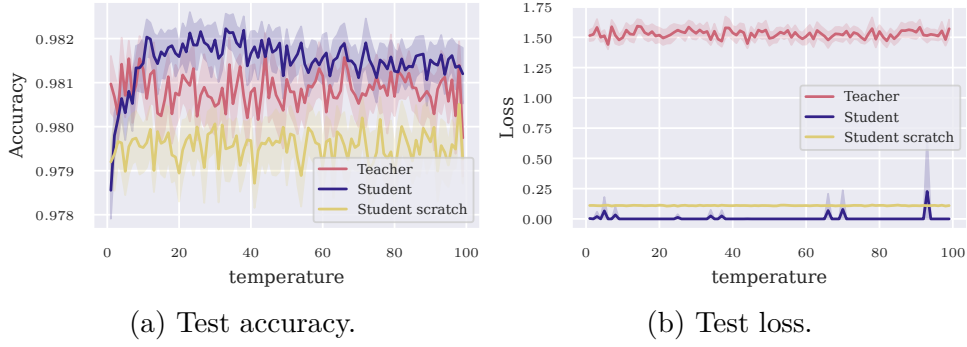 0.982
0.981
0.980
0.979
0.978
Accuracy
0 20 40 60 80 100
temperature
Teacher
Student
Student scratch
(a) Test accuracy.
1.75
1.50
1.25
1.00
0.75
0.50
0.25
0.00
Loss
0 20 40 60 80 100
temperature
Teacher
Student
Student scratch
(b) Test loss.